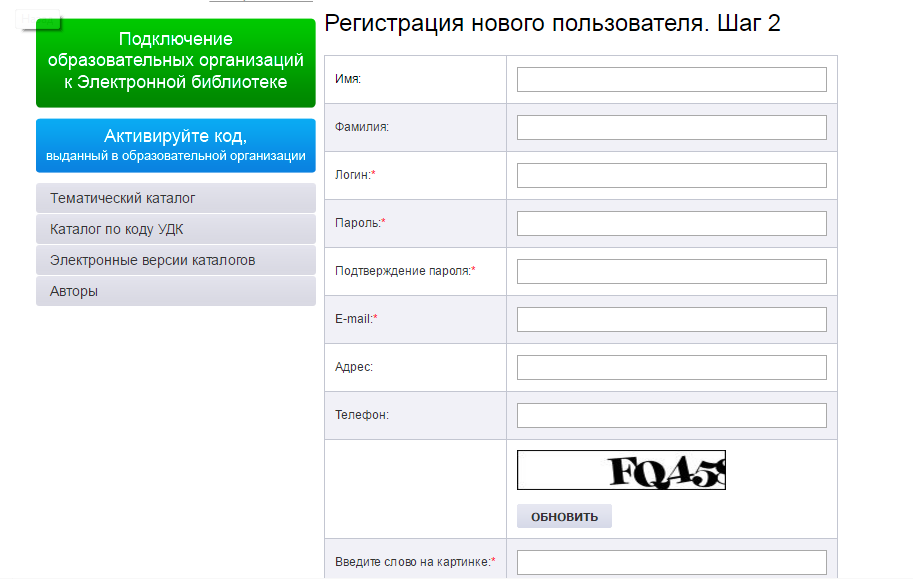 Регистрация нового пользователя. Шаг 2
Подключение
образовательных организаций
к Электронной библиотеке
Активируйте код,
выданный в образовательной организации
Тематический каталог
Каталог по коду УДК
Электронные версии каталогов
Авторы
Имя:
Фамилия:
Логин:*
Пароль:*
Подтверждение пароля:*
E-mail:*
Адрес:
Телефон:
ОБНОВИТЬ
Введите слово на картинке:*